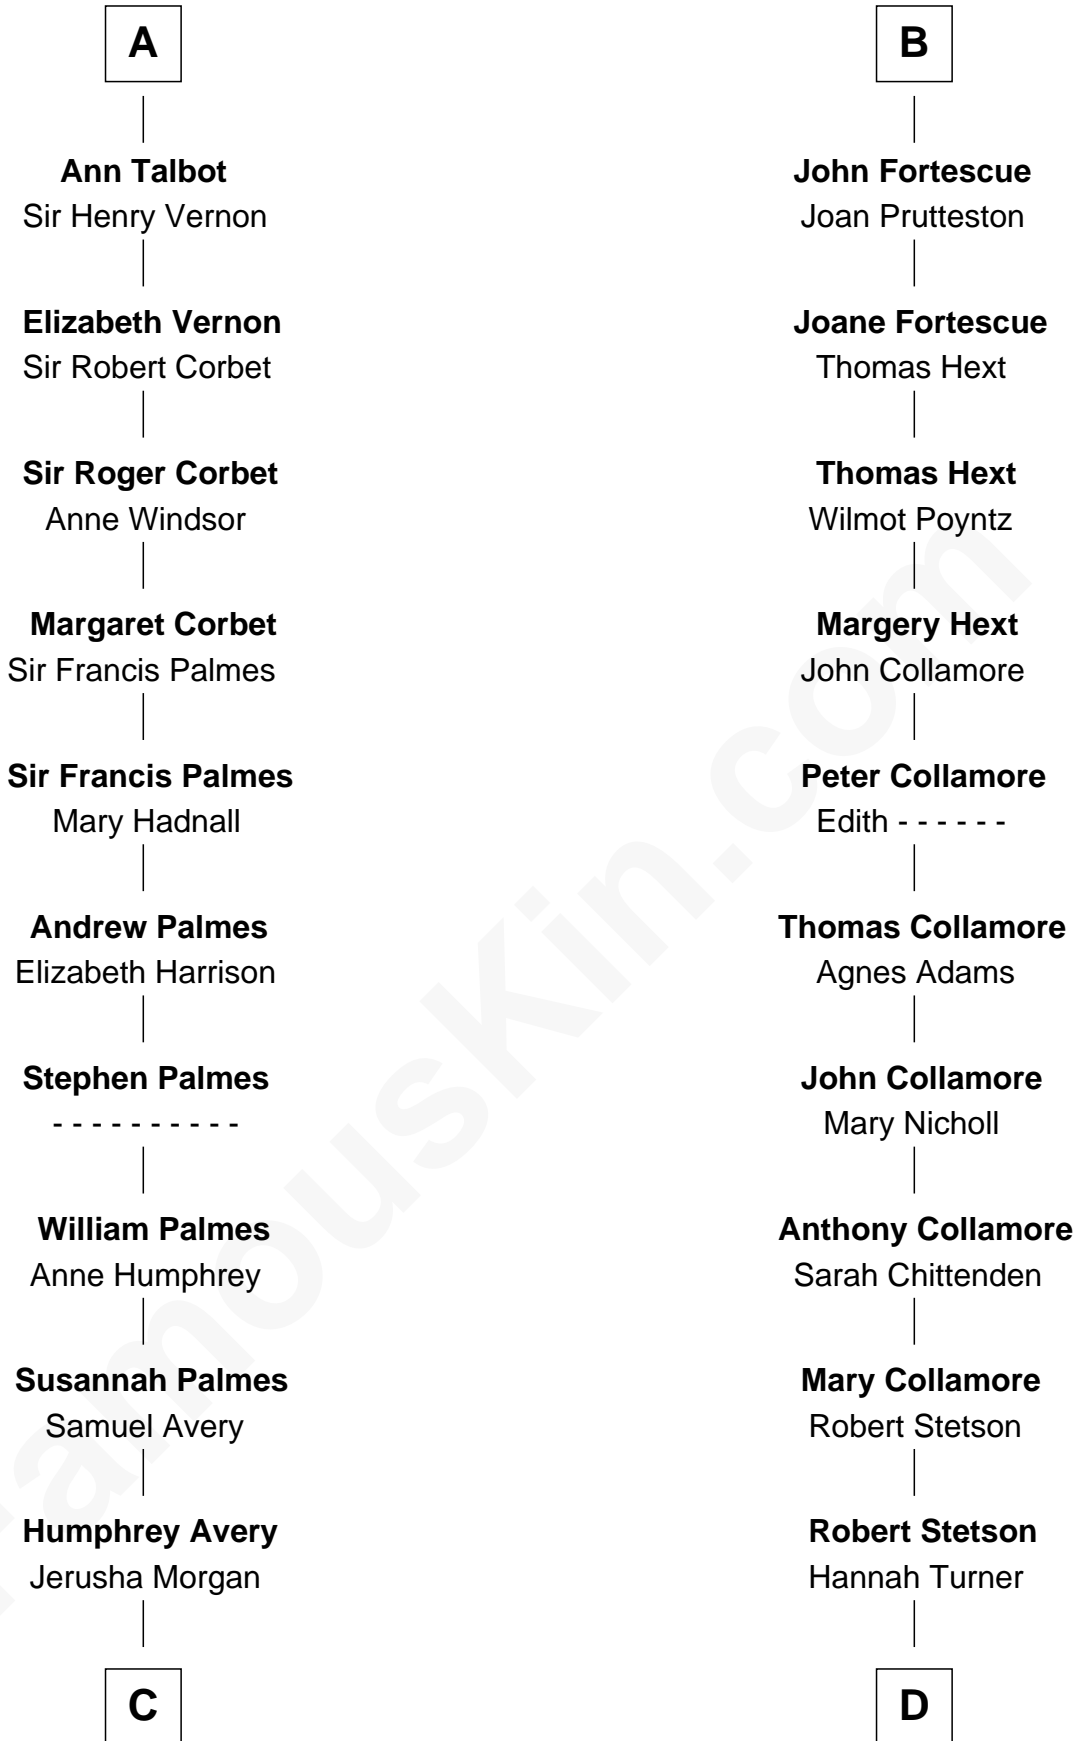 A
Ann Talbot
Sir Henry Vernon
Elizabeth Vernon
Sir Robert Corbet
Sir Roger Corbet
Anne Windsor
Margaret Corbet
Sir Francis Palmes
Sir Francis Palmes
Mary Hadnall
Andrew Palmes
Elizabeth Harrison
Stephen Palmes
- - - - - - - - - -
William Palmes
Anne Humphrey
Susannah Palmes
Samuel Avery
Humphrey Avery
Jerusha Morgan
C
B
John Fortescue
Joan Prutteston
Joane Fortescue
Thomas Hext
Thomas Hext
Wilmot Poyntz
Margery Hext
John Collamore
Peter Collamore
Edith - - - - - -
Thomas Collamore
Agnes Adams
John Collamore
Mary Nicholl
Anthony Collamore
Sarah Chittenden
Mary Collamore
Robert Stetson
Robert Stetson
Hannah Turner
D
FamousKin.com